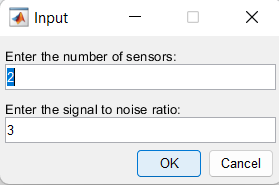 Input
Enter the number of sensors:
2
Enter the signal to noise ratio:
3
OK Cancel